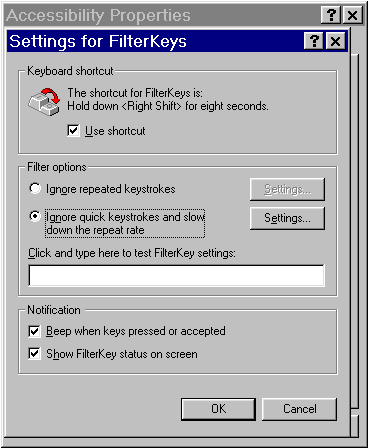 Accessibility Properties
Settings for FilterKeys
Keyboard shortcut
The shortcut for FilterKeys is:
Hold down <Right Shift> for eight seconds.
Use shortcut
Filter options
Ignore repeated keystrokes
Settings...
Ignore quick keystrokes and slow
down the repeat rate
Settings...
Click and type here to test FilterKey settings:
Notification
Beep when keys pressed or accepted
Show FilterKey status on screen
OK
Cancel